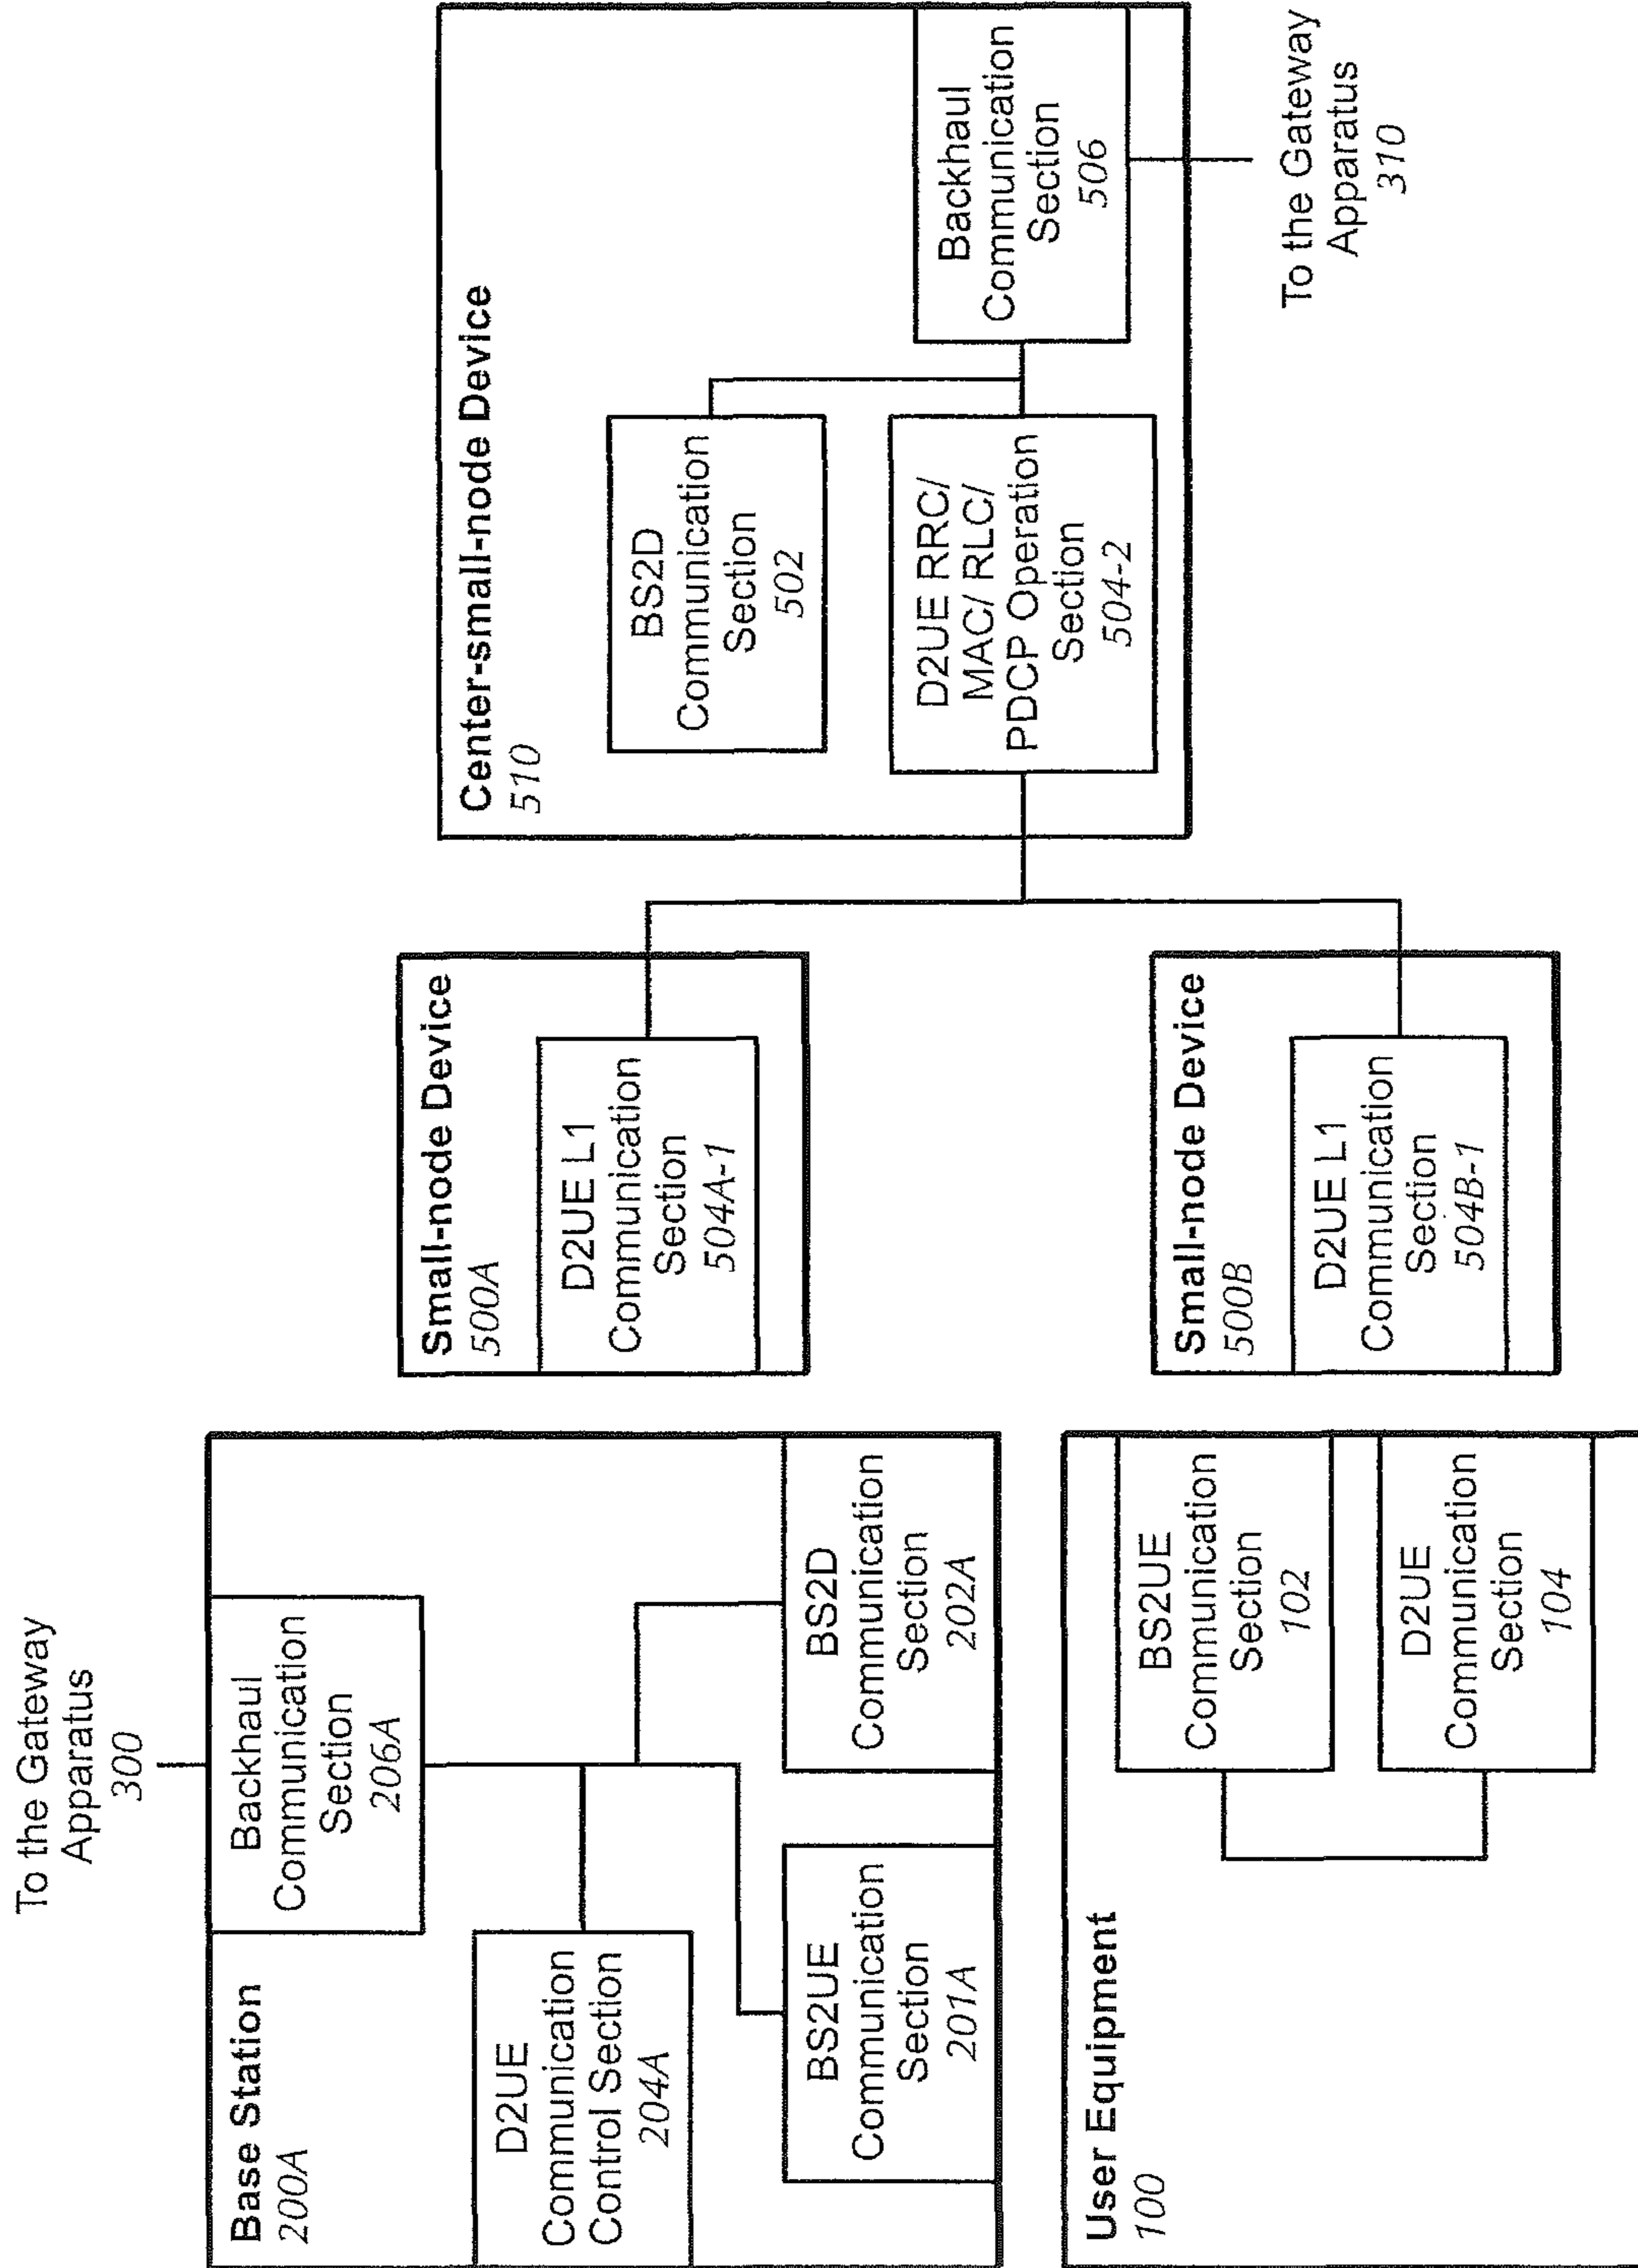 To the Gateway
Apparatus
300
Base Station
200A
Backhaul
Communication
Section
206A
D2UE
Communication
Control Section
204A
BS2UE
Communication
Section
201A
BS2D
Communication
Section
202A
User Equipment
100
BS2UE
Communication
Section
102
D2UE
Communication
Section
104
Small-node Device
500A
D2UE L1
Communication
Section
504A-1
Small-node Device
500B
D2UE L1
Communication
Section
504B-1
Center-small-node Device
510
BS2D
Communication
Section
502
D2UE RRC/
MAC/ RLC/
PDCP Operation
Section
504-2
Backhaul
Communication
Section
506
To the Gateway
Apparatus
310